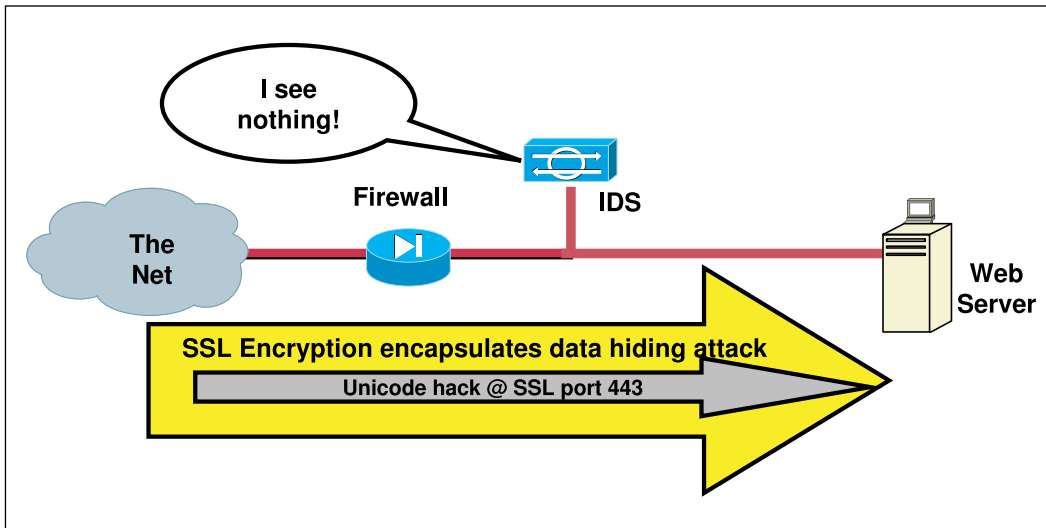 I see
nothing!
Firewall
IDS
The
Net
Web
Server
SSL Encryption encapsulates data hiding attack
Unicode hack @ SSL port 443